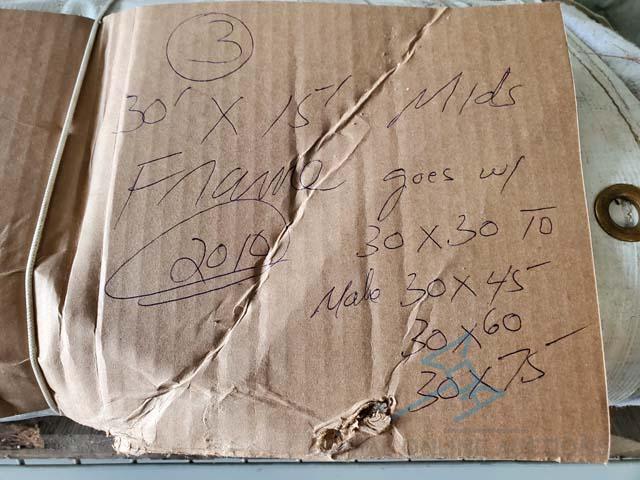 3
30' X 15' Mids
Frame goes w/
2010 30 X 30 To
Make 30 X 45
30 X 60
30 X 75